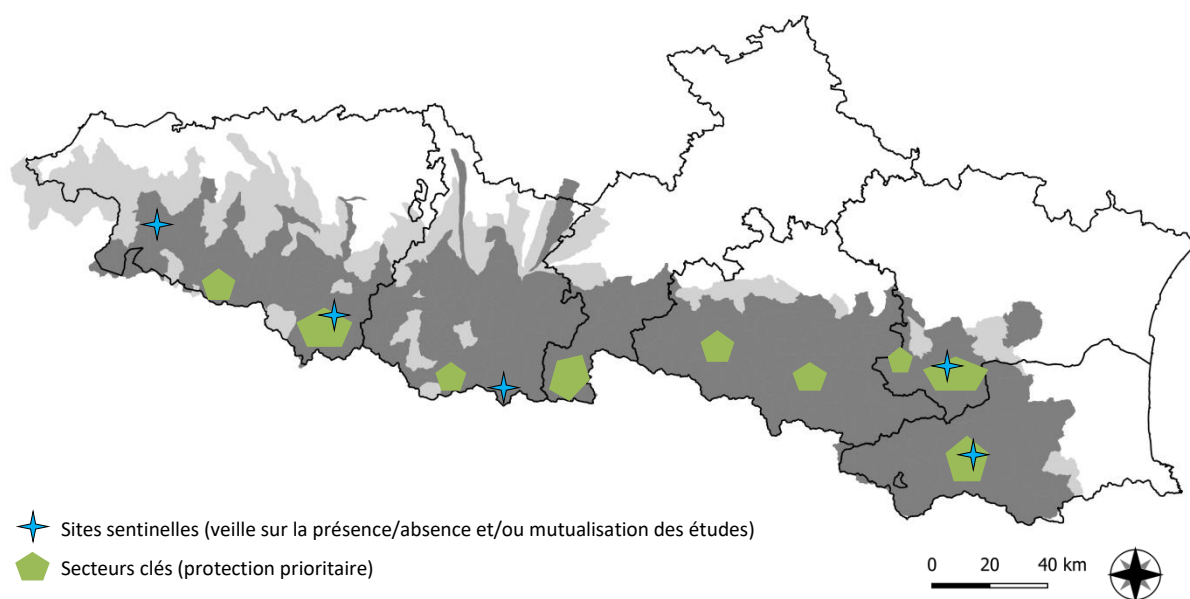 Sites sentinelles (veille sur la présence/absence et/ou mutualisation des études)
Secteurs clés (protection prioritaire)
0 20 40 km